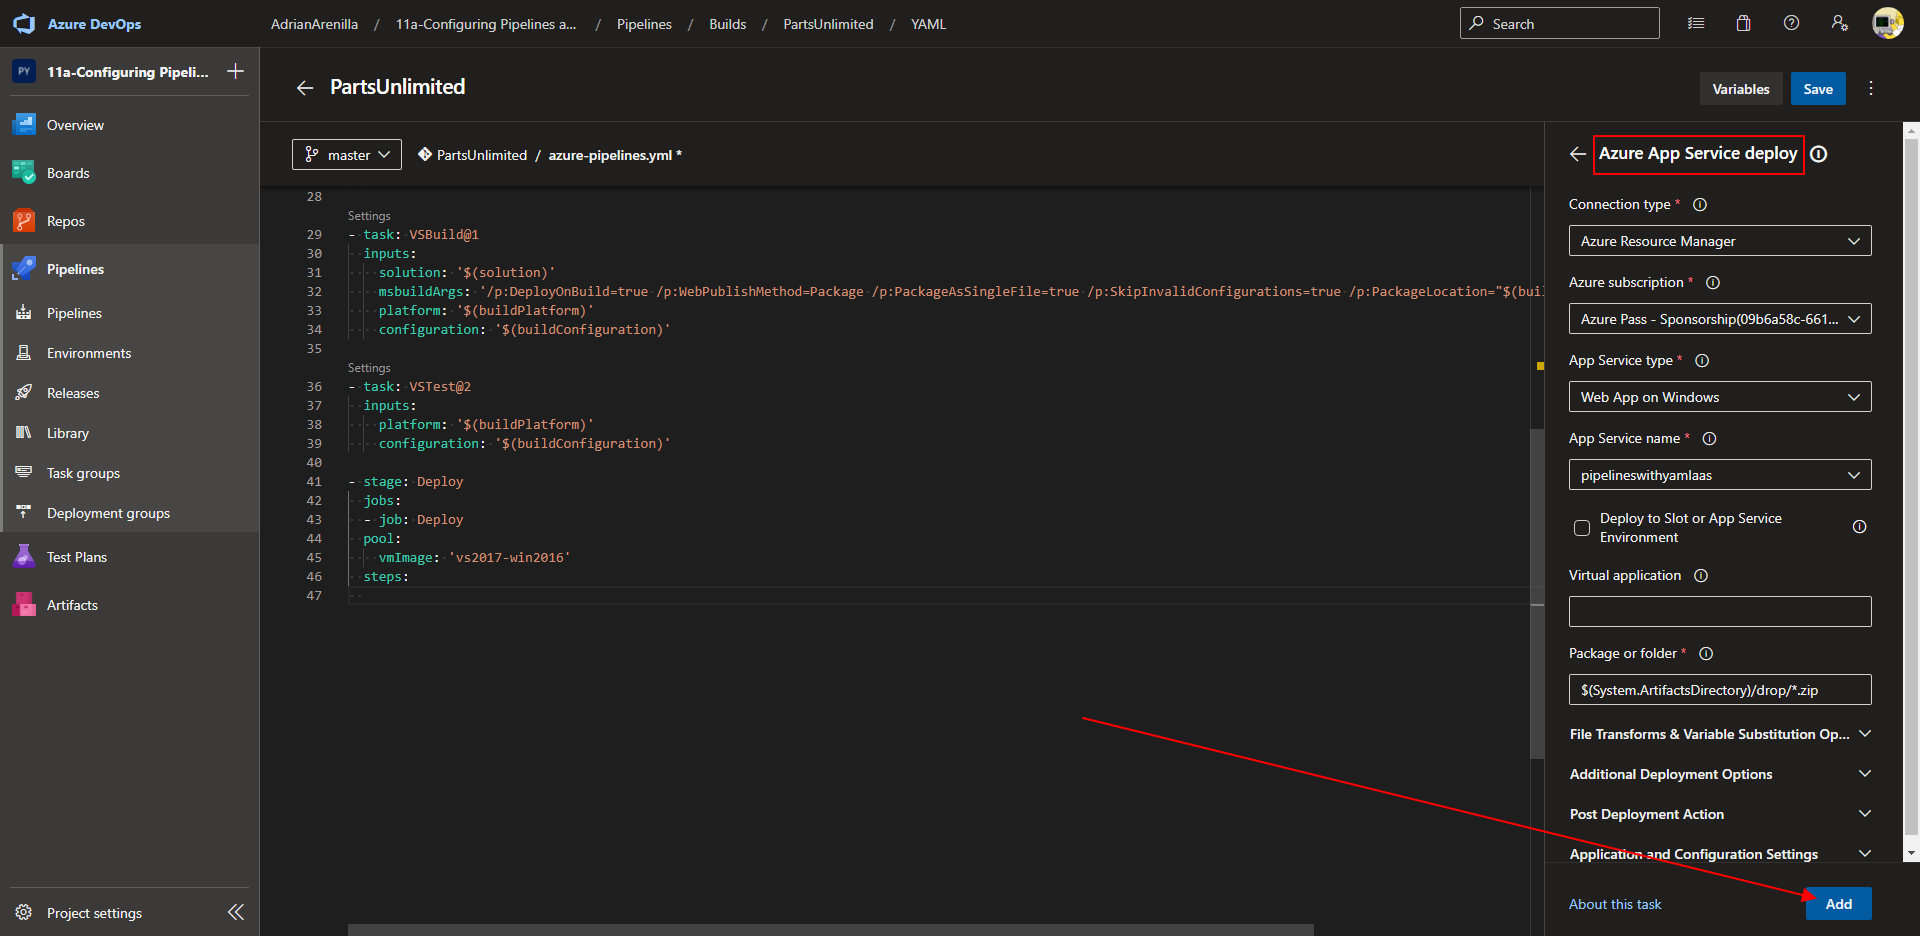 Azure DevOps
AdrianArenilla / 11a-Configuring Pipelines a... / Pipelines / Builds / PartsUnlimited / YAML
Search
PY
11a-Configuring Pipeli...
Overview
Boards
Repos
Pipelines
Pipelines
Environments
Releases
Library
Task groups
Deployment groups
Test Plans
Artifacts
Project settings
PartsUnlimited
Variables
Save
master
PartsUnlimited / azure-pipelines.yml *
28
Settings
29 - task: VSBuild@1
30 inputs:
31 solution: '$(solution)'
32 msbuildArgs: '/p:DeployOnBuild=true /p:WebPublishMethod=Package /p:PackageAsSingleFile=true /p:SkipInvalidConfigurations=true /p:PackageLocation="$(bui
33 platform: '$(buildPlatform)'
34 configuration: '$(buildConfiguration)'
35
Settings
36 - task: VSTest@2
37 inputs:
38 platform: '$(buildPlatform)'
39 configuration: '$(buildConfiguration)'
40
41 - stage: Deploy
42 jobs:
43 - job: Deploy
44 pool:
45 vmImage: 'vs2017-win2016'
46 steps:
47
Azure App Service deploy
Connection type *
Azure Resource Manager
Azure subscription *
Azure Pass - Sponsorship(09b6a58c-661...
App Service type *
Web App on Windows
App Service name *
pipelineswithyamlaas
Deploy to Slot or App Service
Environment
Virtual application
Package or folder *
$(System.ArtifactsDirectory)/drop/*.zip
File Transforms & Variable Substitution Op...
Additional Deployment Options
Post Deployment Action
Application and Configuration Settings
About this task
Add